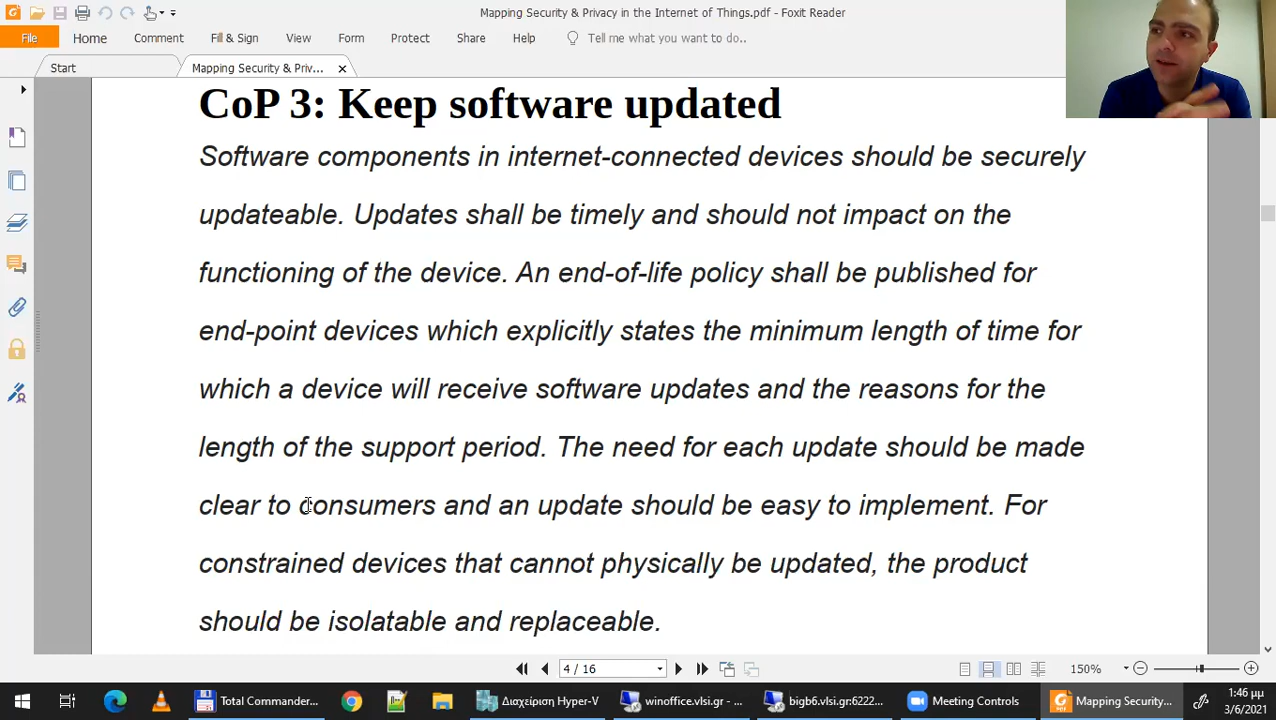 Mapping Security & Privacy in the Internet of Things.pdf - Foxit Reader
File Home Comment Fill & Sign View Form Protect Share Help Tell me what you want to do..
Start Mapping Security & Priv...
CoP 3: Keep software updated
Software components in internet-connected devices should be securely
updateable. Updates shall be timely and should not impact on the
functioning of the device. An end-of-life policy shall be published for
end-point devices which explicitly states the minimum length of time for
which a device will receive software updates and the reasons for the
length of the support period. The need for each update should be made
clear to consumers and an update should be easy to implement. For
constrained devices that cannot physically be updated, the product
should be isolatable and replaceable.
4 / 16 150%
Total Commander... Διαχείριση Hyper-V winoffice.vlsi.gr - ... bigb6.vlsi.gr:6222... Meeting Controls Mapping Security... 1:46 μμ
3/6/2021